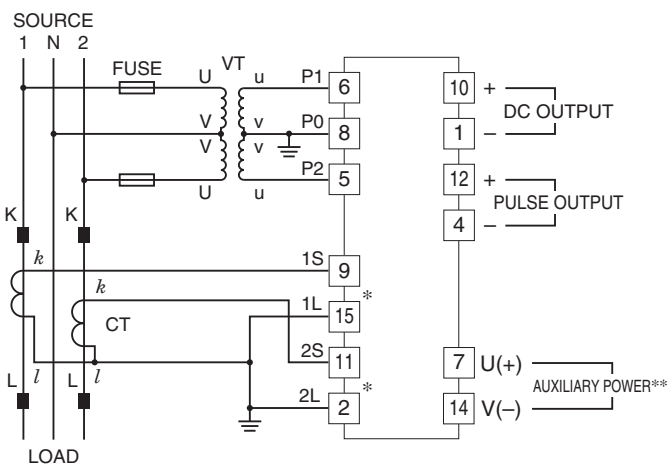 SOURCE
1 N 2
FUSE
VT
U u P1 6
V v P0 8
V v
U u P2 5
10 + DC OUTPUT
1 –
12 + PULSE OUTPUT
4 –
K K
k 1S 9
k 1L 15 *
CT
2S 11
L l L l 2L 2 *
7 U(+) AUXILIARY POWER**
14 V(–)
LOAD